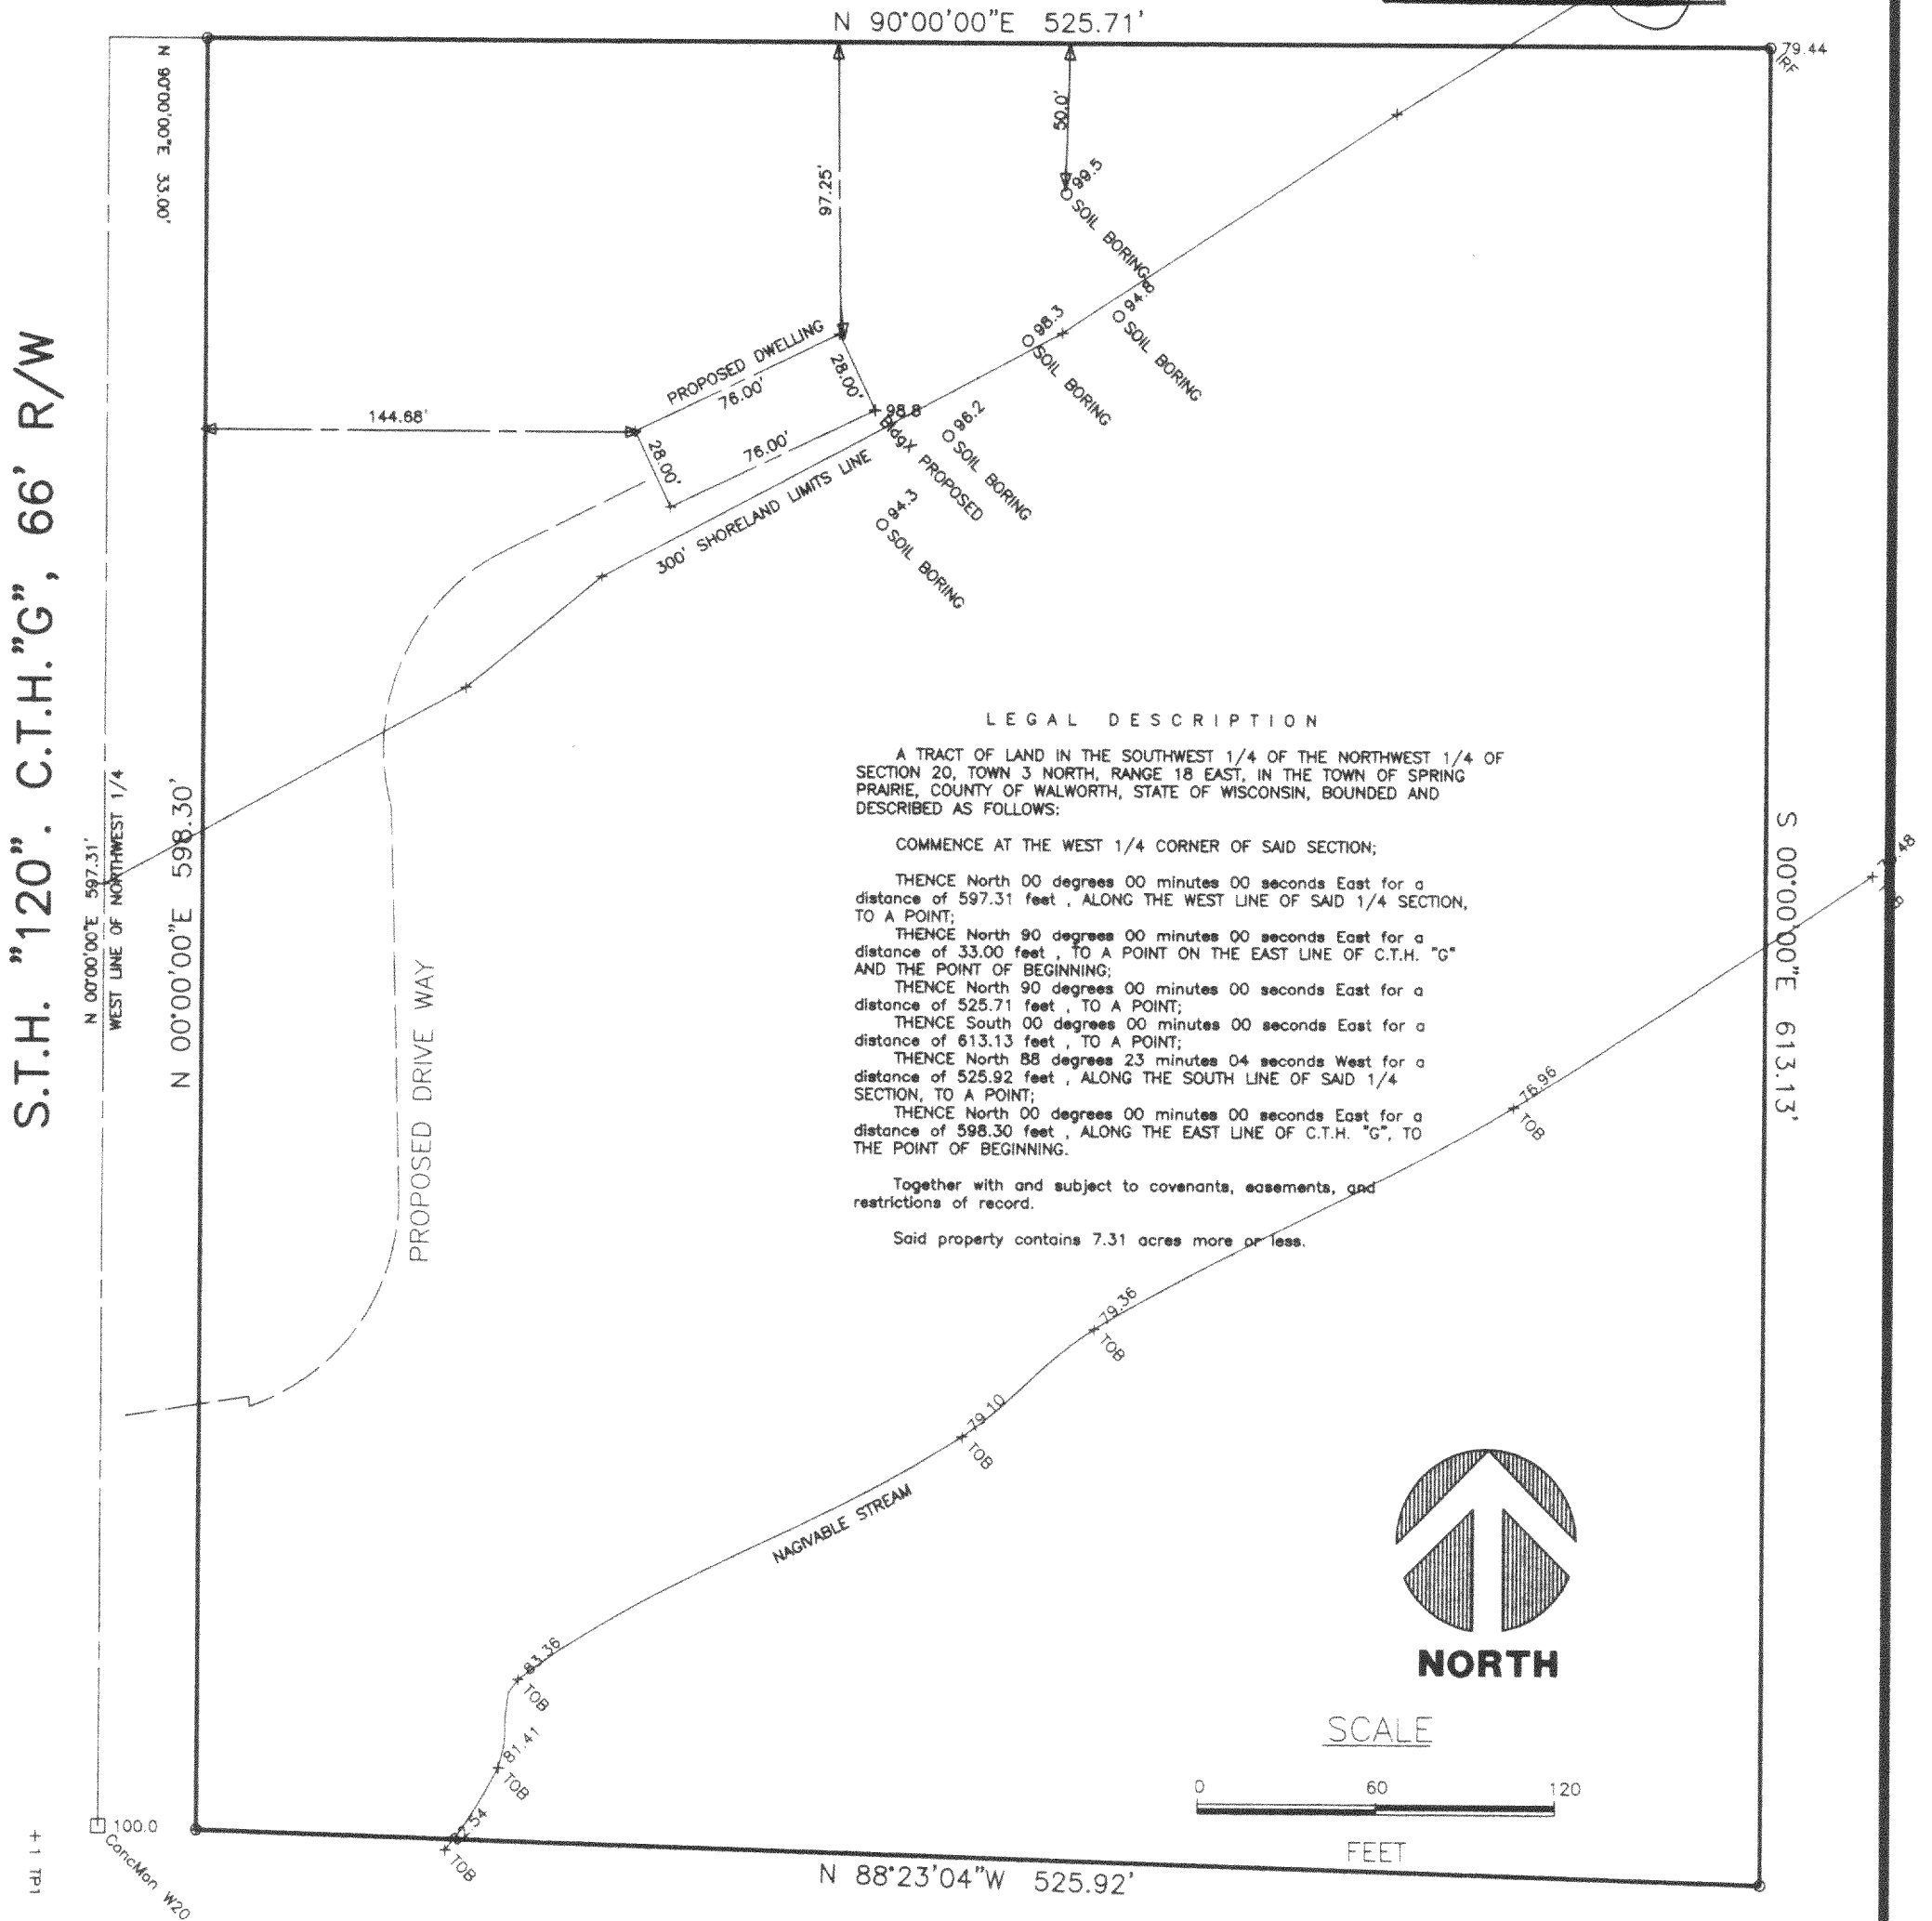 N 90°00'00"E 525.71'
79.44
IRF
N 90°00'00"E 33.00'
97.25'
50.0'
99.5
SOIL BORING
94.8
SOIL BORING
98.3
SOIL BORING
PROPOSED DWELLING
76.00'
28.00'
144.68'
98.8
BldgX PROPOSED
96.2
SOIL BORING
28.00'
76.00'
300' SHORELAND LIMITS LINE
94.3
SOIL BORING
S.T.H. "120". C.T.H."G", 66' R/W
N 00°00'00"E 597.31'
WEST LINE OF NORTHWEST 1/4
N 00°00'00"E 598.30'
PROPOSED DRIVE WAY
LEGAL DESCRIPTION
A TRACT OF LAND IN THE SOUTHWEST 1/4 OF THE NORTHWEST 1/4 OF
SECTION 20, TOWN 3 NORTH, RANGE 18 EAST, IN THE TOWN OF SPRING
PRAIRIE, COUNTY OF WALWORTH, STATE OF WISCONSIN, BOUNDED AND
DESCRIBED AS FOLLOWS:
COMMENCE AT THE WEST 1/4 CORNER OF SAID SECTION;
THENCE North 00 degrees 00 minutes 00 seconds East for a
distance of 597.31 feet , ALONG THE WEST LINE OF SAID 1/4 SECTION,
TO A POINT;
THENCE North 90 degrees 00 minutes 00 seconds East for a
distance of 33.00 feet , TO A POINT ON THE EAST LINE OF C.T.H. "G"
AND THE POINT OF BEGINNING;
THENCE North 90 degrees 00 minutes 00 seconds East for a
distance of 525.71 feet , TO A POINT;
THENCE South 00 degrees 00 minutes 00 seconds East for a
distance of 613.13 feet , TO A POINT;
THENCE North 88 degrees 23 minutes 04 seconds West for a
distance of 525.92 feet , ALONG THE SOUTH LINE OF SAID 1/4
SECTION, TO A POINT;
THENCE North 00 degrees 00 minutes 00 seconds East for a
distance of 598.30 feet , ALONG THE EAST LINE OF C.T.H. "G", TO
THE POINT OF BEGINNING.
Together with and subject to covenants, easements, and
restrictions of record.
Said property contains 7.31 acres more or less.
S 00°00'00"E 613.13'
76.96
TOB
79.36
TOB
79.10
TOB
NAGIVABLE STREAM
83.36
TOB
81.41
TOB
82.54
TOB
NORTH
SCALE
0 60 120
FEET
100.0
ConcMon W20
+1 TP1
N 88°23'04"W 525.92'